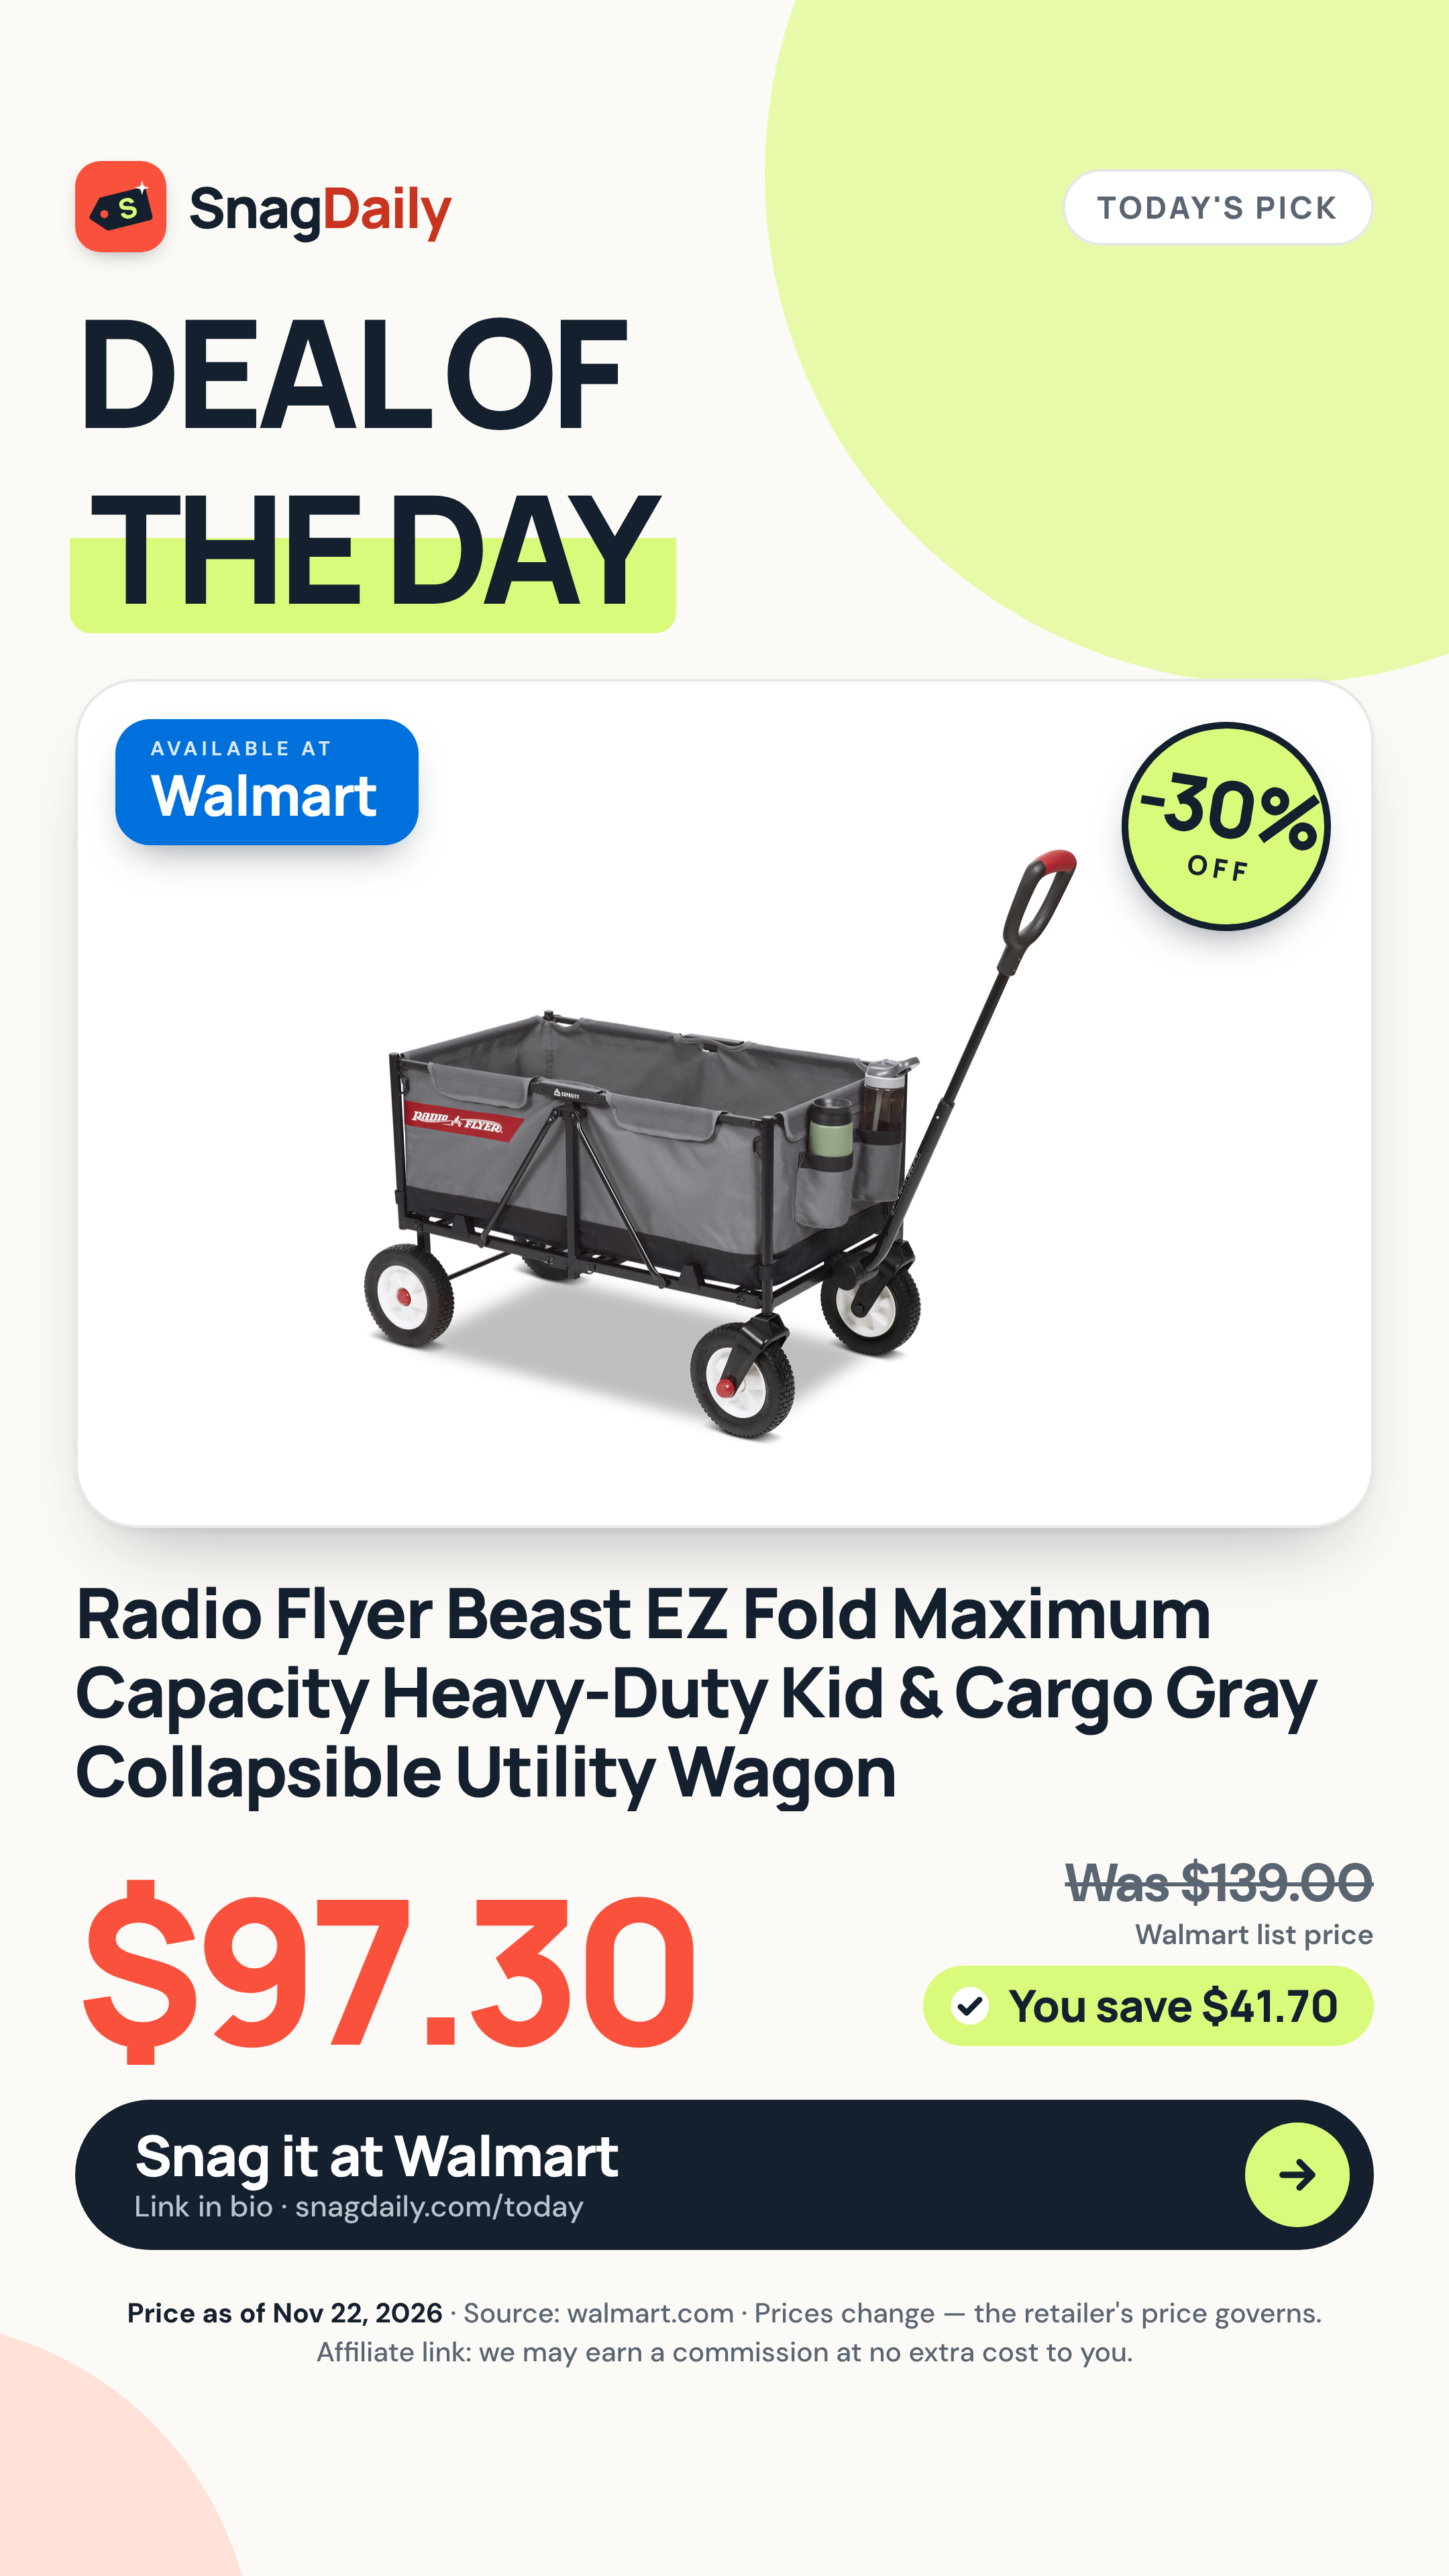 S
SnagDaily
TODAY'S PICK
DEAL OF
THE DAY
AVAILABLE AT
Walmart
-30%
OFF
CAPACITY
RADIO FLYER
Radio Flyer Beast EZ Fold Maximum
Capacity Heavy-Duty Kid & Cargo Gray
Collapsible Utility Wagon
$97.30
Was $139.00
Walmart list price
You save $41.70
Snag it at Walmart
Link in bio · snagdaily.com/today
Price as of Nov 22, 2026 · Source: walmart.com · Prices change — the retailer's price governs.
Affiliate link: we may earn a commission at no extra cost to you.